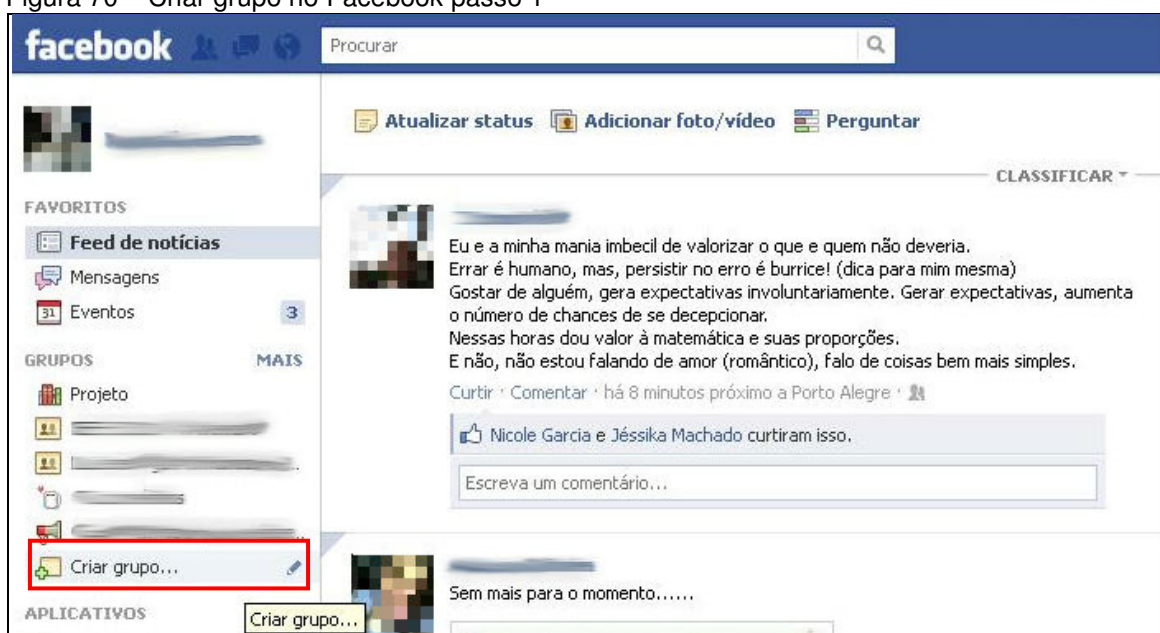 Figura 70 – Criar grupo no Facebook passo 1
facebook
Procurar
Atualizar status
Adicionar foto/vídeo
Perguntar
CLASSIFICAR
FAVORITOS
Feed de notícias
Mensagens
31 Eventos 3
GRUPOS MAIS
Projeto
Criar grupo...
APLICATIVOS
Criar grupo...
Eu e a minha mania imbecil de valorizar o que e quem não deveria.
Errar é humano, mas, persistir no erro é burrice! (dica para mim mesma)
Gostar de alguém, gera expectativas involuntariamente. Gerar expectativas, aumenta
o número de chances de se decepcionar.
Nessas horas dou valor à matemática e suas proporções.
E não, não estou falando de amor (romântico), falo de coisas bem mais simples.
Curtir · Comentar · há 8 minutos próximo a Porto Alegre ·
Nicole Garcia e Jéssika Machado curtiram isso.
Escreva um comentário...
Sem mais para o momento......